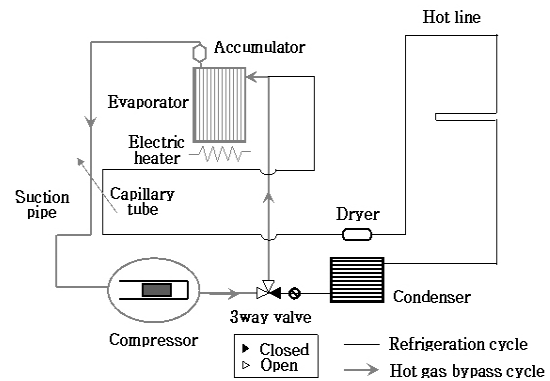 Hot line
Accumulator
Evaporator
Electric
heater
Suction
pipe
Capillary
tube
Dryer
Condenser
3way valve
Compressor
Closed
Open
Refrigeration cycle
Hot gas bypass cycle